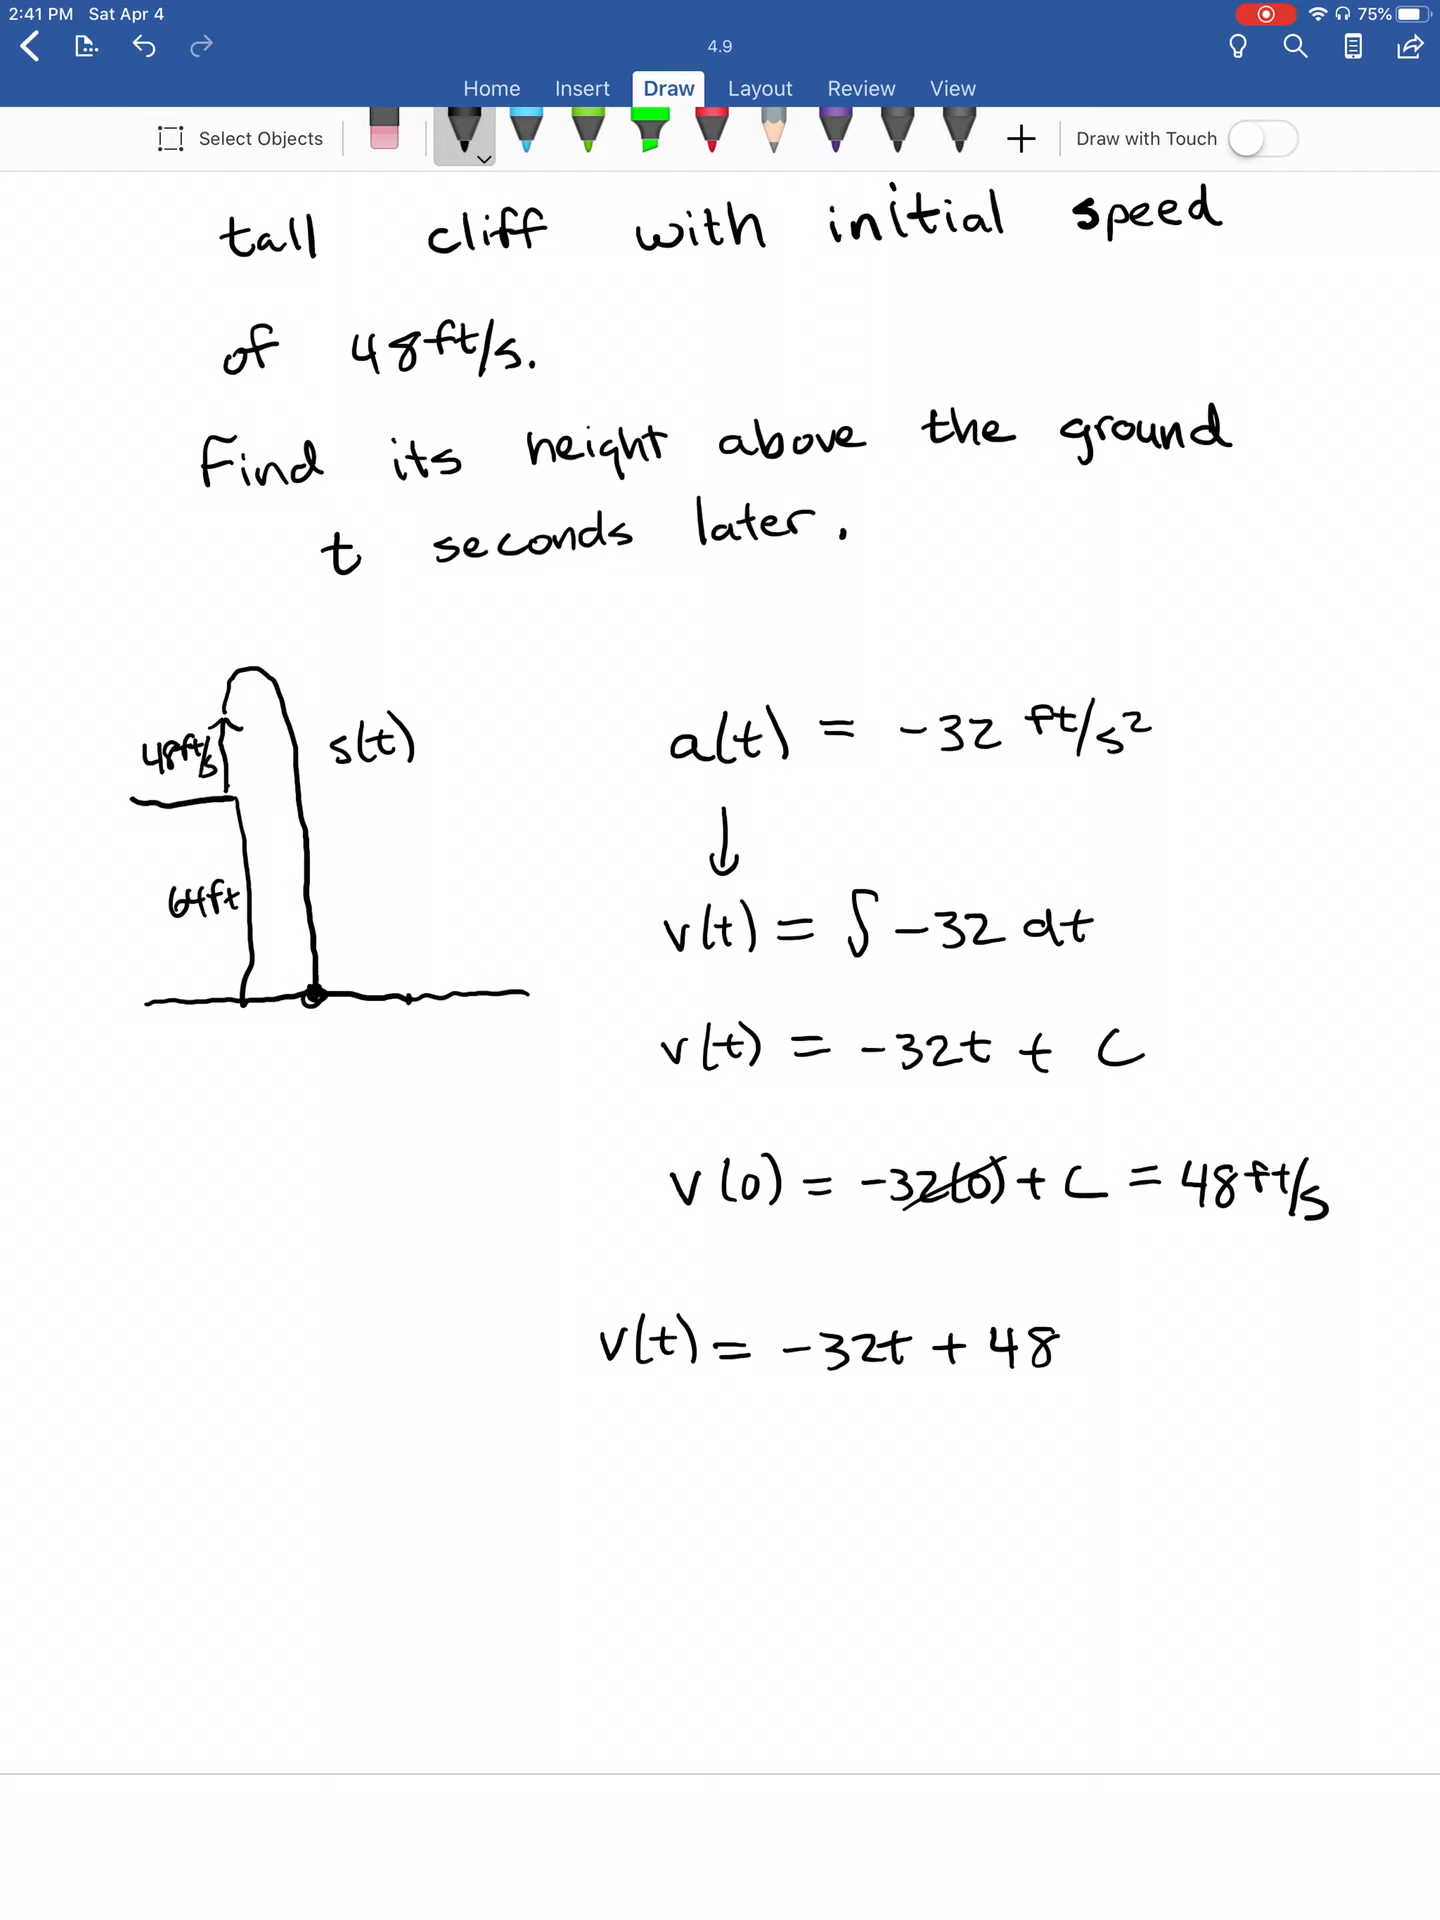 2:41 PM Sat Apr 4
75%
4.9
Home Insert Draw Layout Review View
Select Objects
Draw with Touch
tall cliff with initial speed
of 48ft/s.
Find its height above the ground
t seconds later.
48ft/s
s(t)
64ft
a(t) = -32 ft/s²
↓
v(t) = ∫ -32 dt
v(t) = -32t + C
v(0) = -32(0) + C = 48ft/s
v(t) = -32t + 48